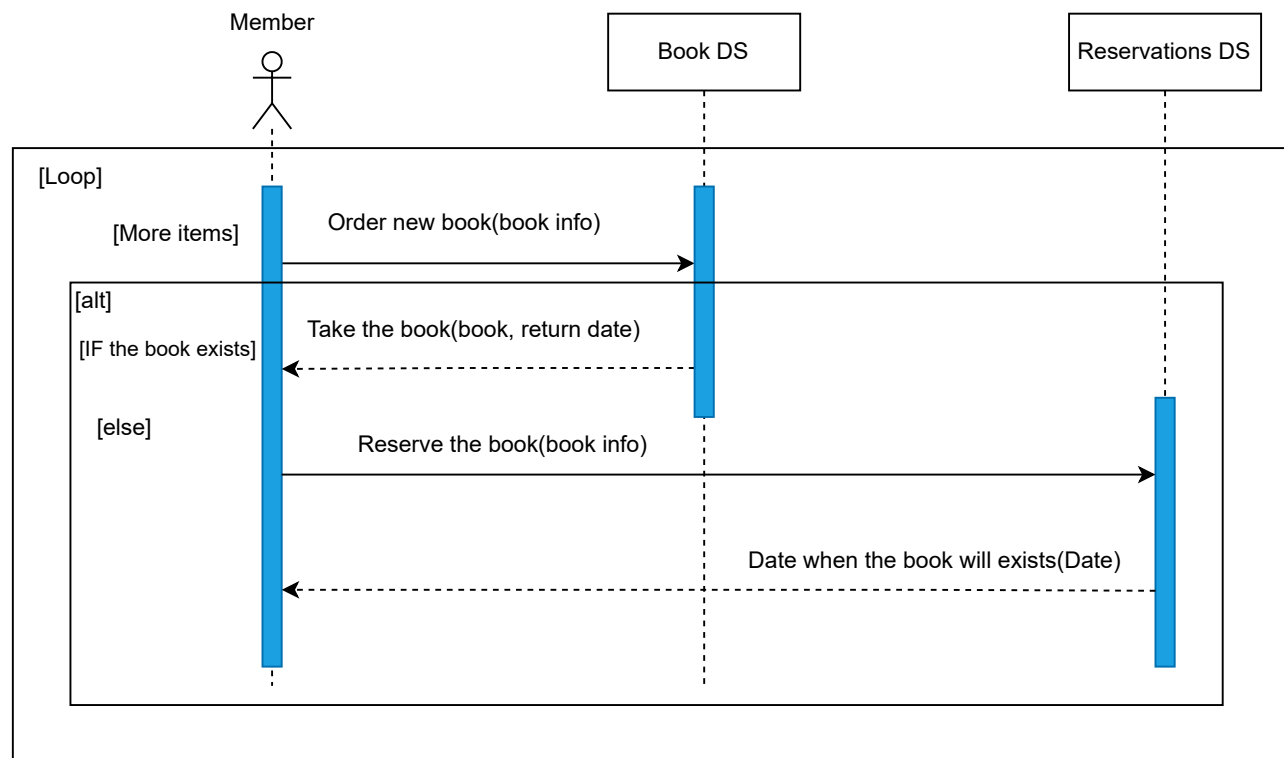 Member
Book DS
Reservations DS
[Loop]
[More items]
Order new book(book info)
[alt]
[IF the book exists]
Take the book(book, return date)
[else]
Reserve the book(book info)
Date when the book will exists(Date)